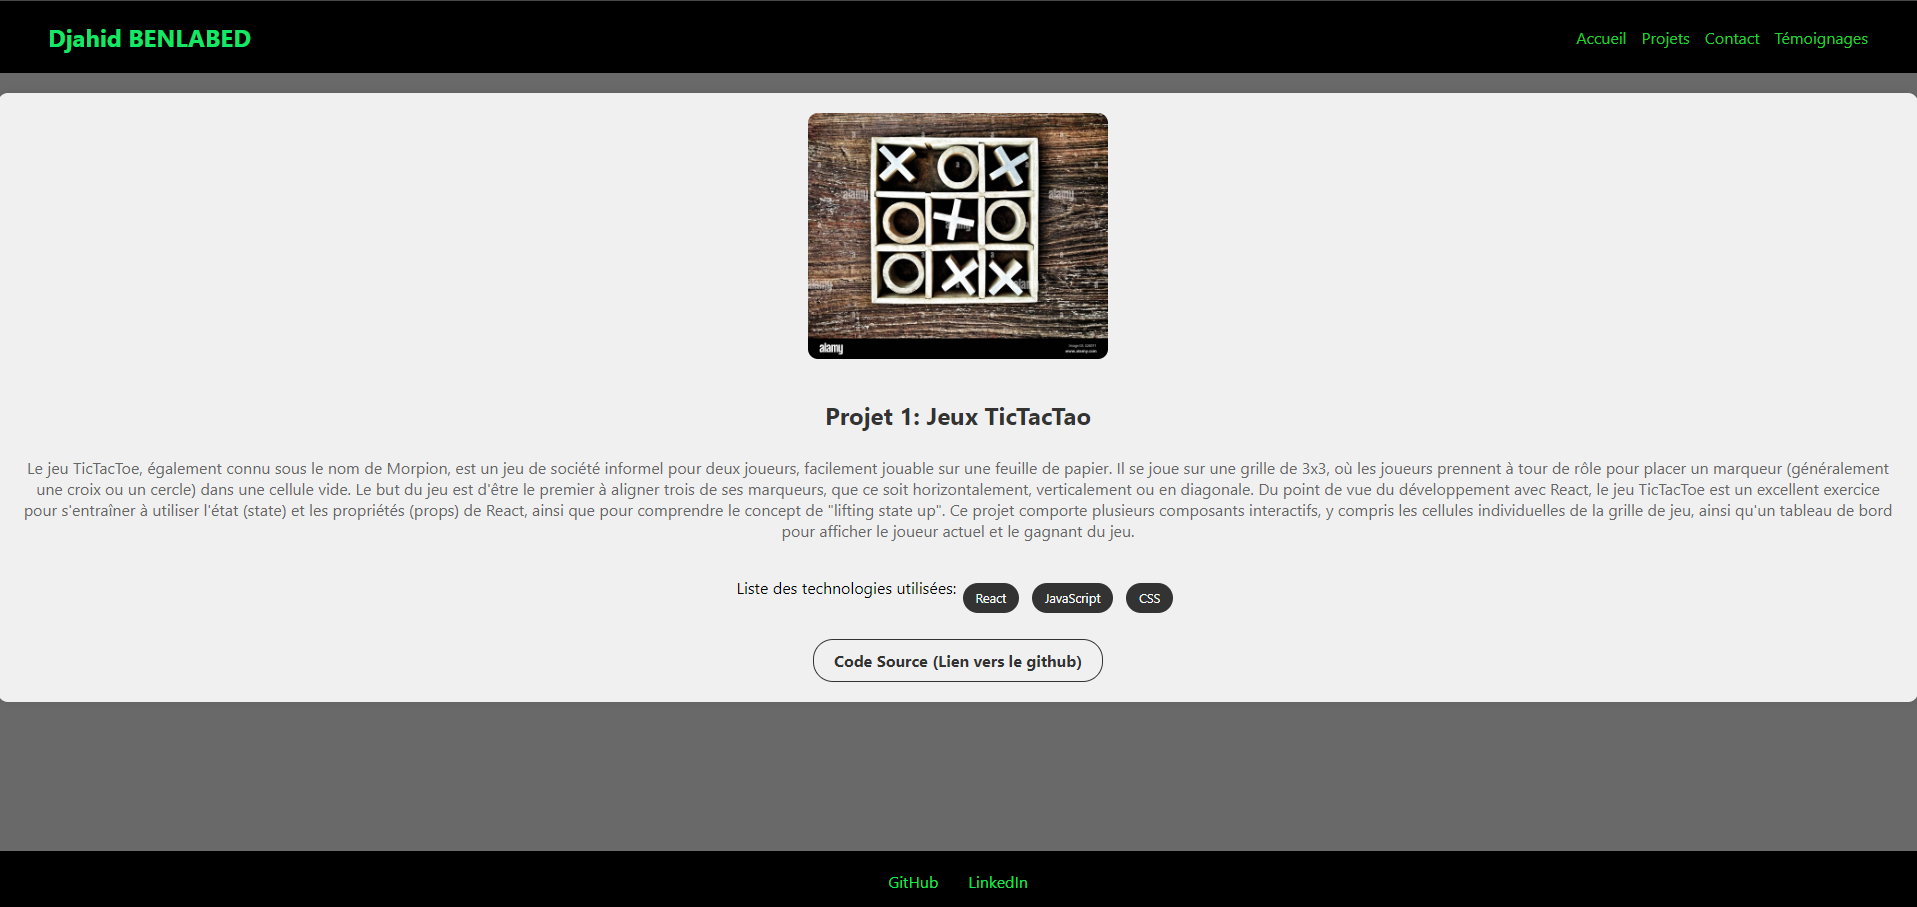 Djahid BENLABED
Accueil Projets Contact Témoignages
alamy
alamy
alamy
alamy
alamy
www.alamy.com
Projet 1: Jeux TicTacTao
Le jeu TicTacToe, également connu sous le nom de Morpion, est un jeu de société informel pour deux joueurs, facilement jouable sur une feuille de papier. Il se joue sur une grille de 3x3, où les joueurs prennent à tour de rôle pour placer un marqueur (généralement
une croix ou un cercle) dans une cellule vide. Le but du jeu est d'être le premier à aligner trois de ses marqueurs, que ce soit horizontalement, verticalement ou en diagonale. Du point de vue du développement avec React, le jeu TicTacToe est un excellent exercice
pour s'entraîner à utiliser l'état (state) et les propriétés (props) de React, ainsi que pour comprendre le concept de "lifting state up". Ce projet comporte plusieurs composants interactifs, y compris les cellules individuelles de la grille de jeu, ainsi qu'un tableau de bord
pour afficher le joueur actuel et le gagnant du jeu.
Liste des technologies utilisées: React JavaScript CSS
Code Source (Lien vers le github)
GitHub LinkedIn